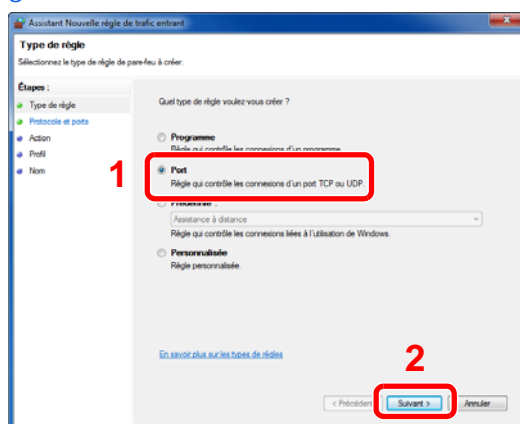 Assistant Nouvelle règle de trafic entrant
Type de règle
Sélectionnez le type de règle de pare-feu à créer.
Étapes :
Type de règle
Protocole et ports
Action
Profil
Nom
Quel type de règle voulez-vous créer ?
Programme
Règle qui contrôle les connexions d'un programme.
1
Port
Règle qui contrôle les connexions d'un port TCP ou UDP.
Prédéfinie :
Assistance à distance
Règle qui contrôle les connexions liées à l'utilisation de Windows.
Personnalisée
Règle personnalisée.
En savoir plus sur les types de règles
2
< Précédent
Suivant >
Annuler